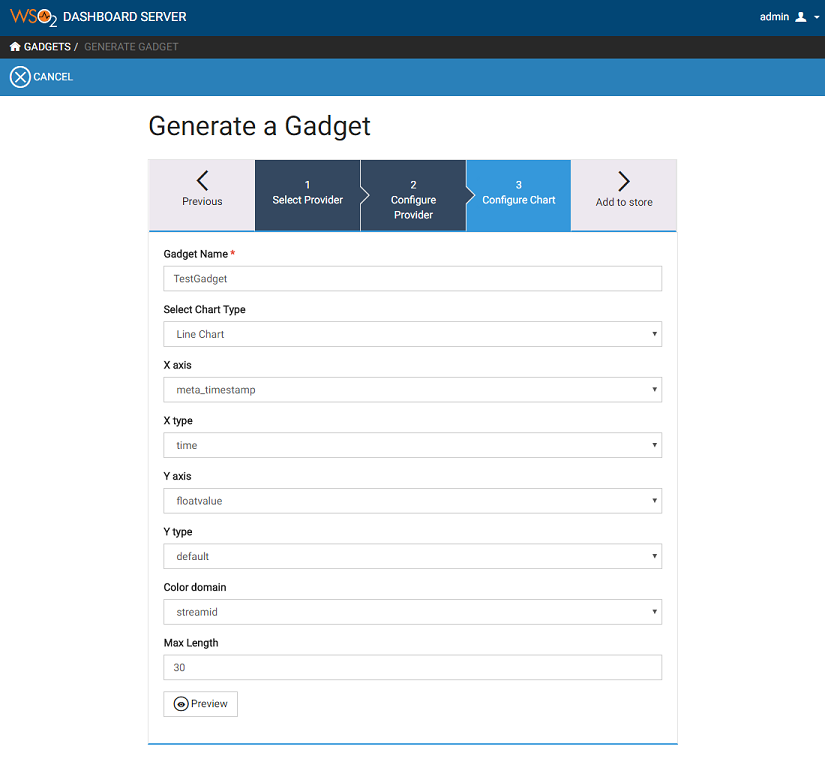 WSO2 DASHBOARD SERVER
admin
GADGETS / GENERATE GADGET
CANCEL
Generate a Gadget
Previous
1
Select Provider
2
Configure
Provider
3
Configure Chart
Add to store
Gadget Name *
TestGadget
Select Chart Type
Line Chart
X axis
meta_timestamp
X type
time
Y axis
floatvalue
Y type
default
Color domain
streamid
Max Length
30
Preview